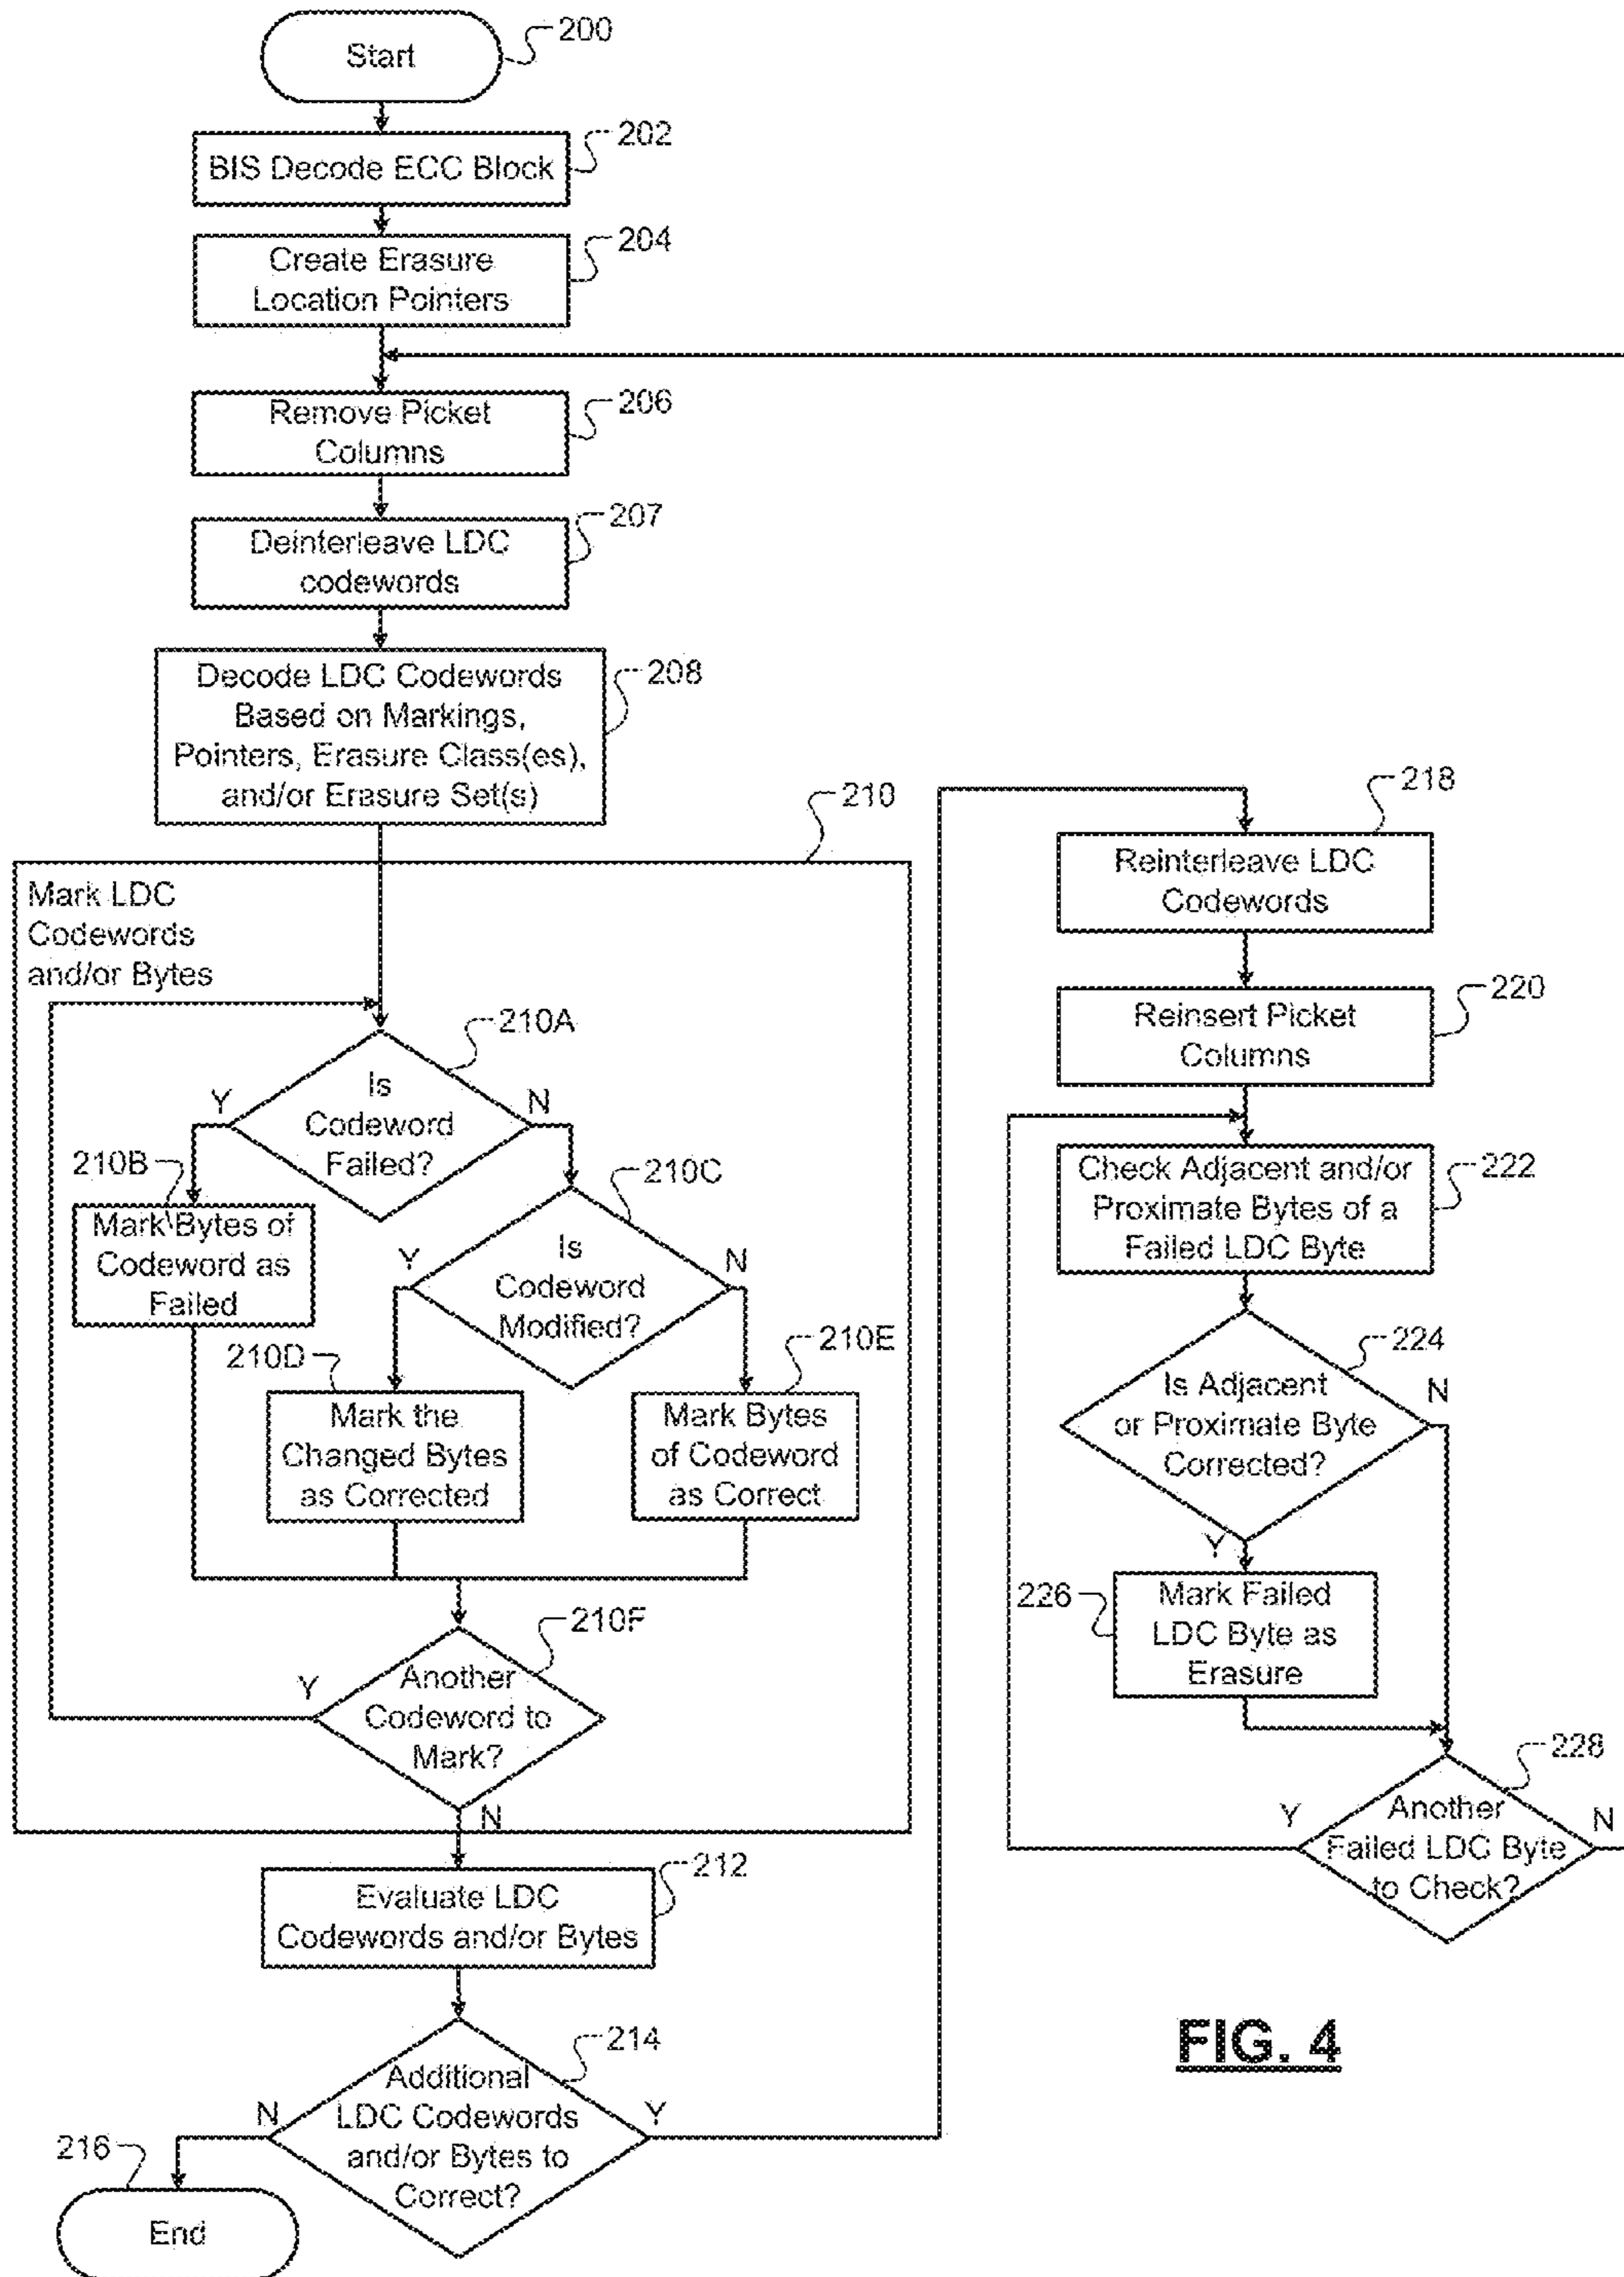 Start
200
BIS Decode ECC Block
202
Create Erasure
Location Pointers
204
Remove Picket
Columns
206
Deinterleave LDC
codewords
207
Decode LDC Codewords
Based on Markings,
Pointers, Erasure Class(es),
and/or Erasure Set(s)
208
210
Mark LDC
Codewords
and/or Bytes
210A
Is
Codeword
Failed?
Y
N
210B
Mark Bytes of
Codeword as
Failed
210C
Is
Codeword
Modified?
Y
N
210D
Mark the
Changed Bytes
as Corrected
210E
Mark Bytes
of Codeword
as Correct
210F
Another
Codeword to
Mark?
Y
N
212
Evaluate LDC
Codewords and/or Bytes
214
Additional
LDC Codewords
and/or Bytes to
Correct?
N
Y
216
End
218
Reinterleave LDC
Codewords
220
Reinsert Picket
Columns
222
Check Adjacent and/or
Proximate Bytes of a
Failed LDC Byte
224
Is Adjacent
or Proximate Byte
Corrected?
N
Y
226
Mark Failed
LDC Byte as
Erasure
228
Another
Failed LDC Byte
to Check?
Y
N
FIG. 4